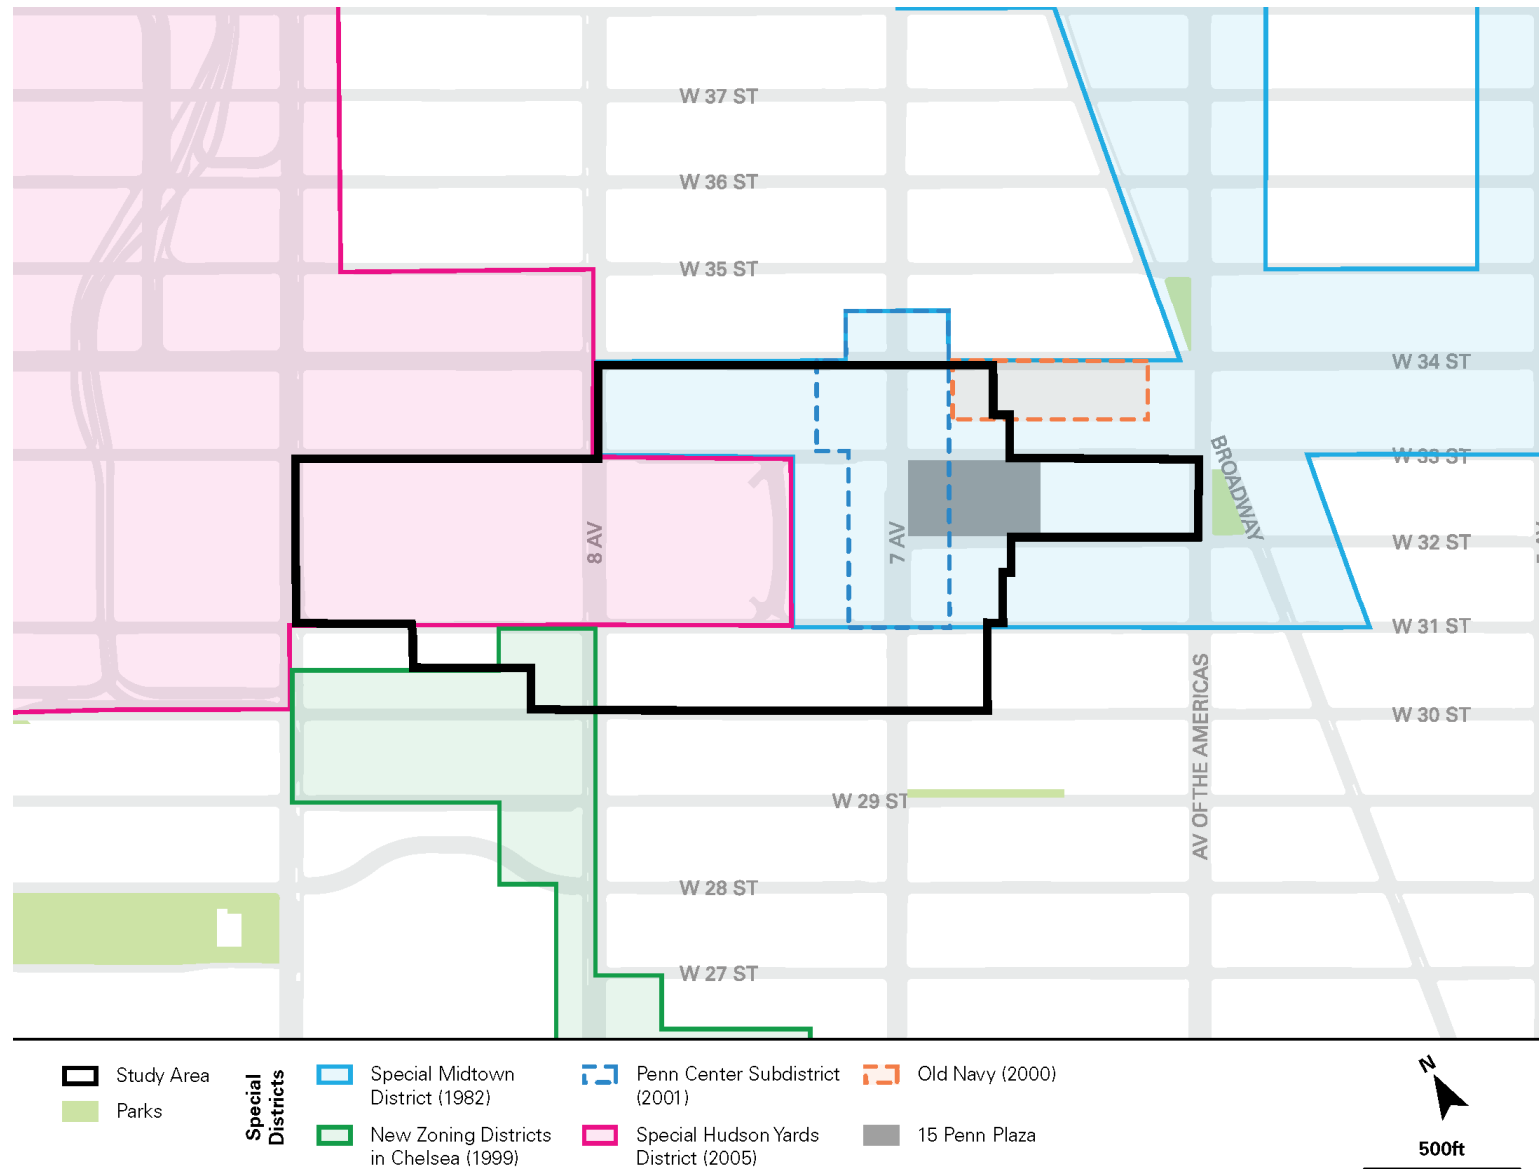 W 37 ST
W 36 ST
W 35 ST
W 34 ST
W 33 ST
BROADWAY
8 AV
7 AV
W 32 ST
W 31 ST
AV OF THE AMERICAS
W 30 ST
W 29 ST
W 28 ST
W 27 ST
Study Area
Parks
Special
Districts
Special Midtown
District (1982)
New Zoning Districts
in Chelsea (1999)
Penn Center Subdistrict
(2001)
Special Hudson Yards
District (2005)
Old Navy (2000)
15 Penn Plaza
N
500ft